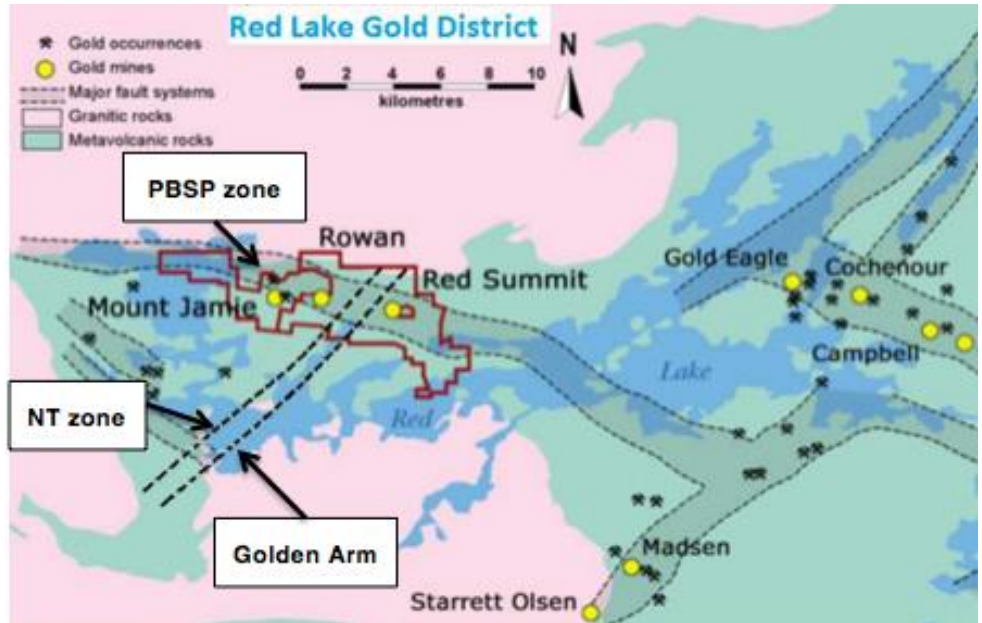 Red Lake Gold District
Gold occurrences
Gold mines
Major fault systems
Granitic rocks
Metavolcanic rocks
0 2 4 6 8 10
kilometres
N
PBSP zone
Rowan
Red Summit
Mount Jamie
Gold Eagle
Cochenour
Campbell
Lake
Red
NT zone
Golden Arm
Madsen
Starrett Olsen